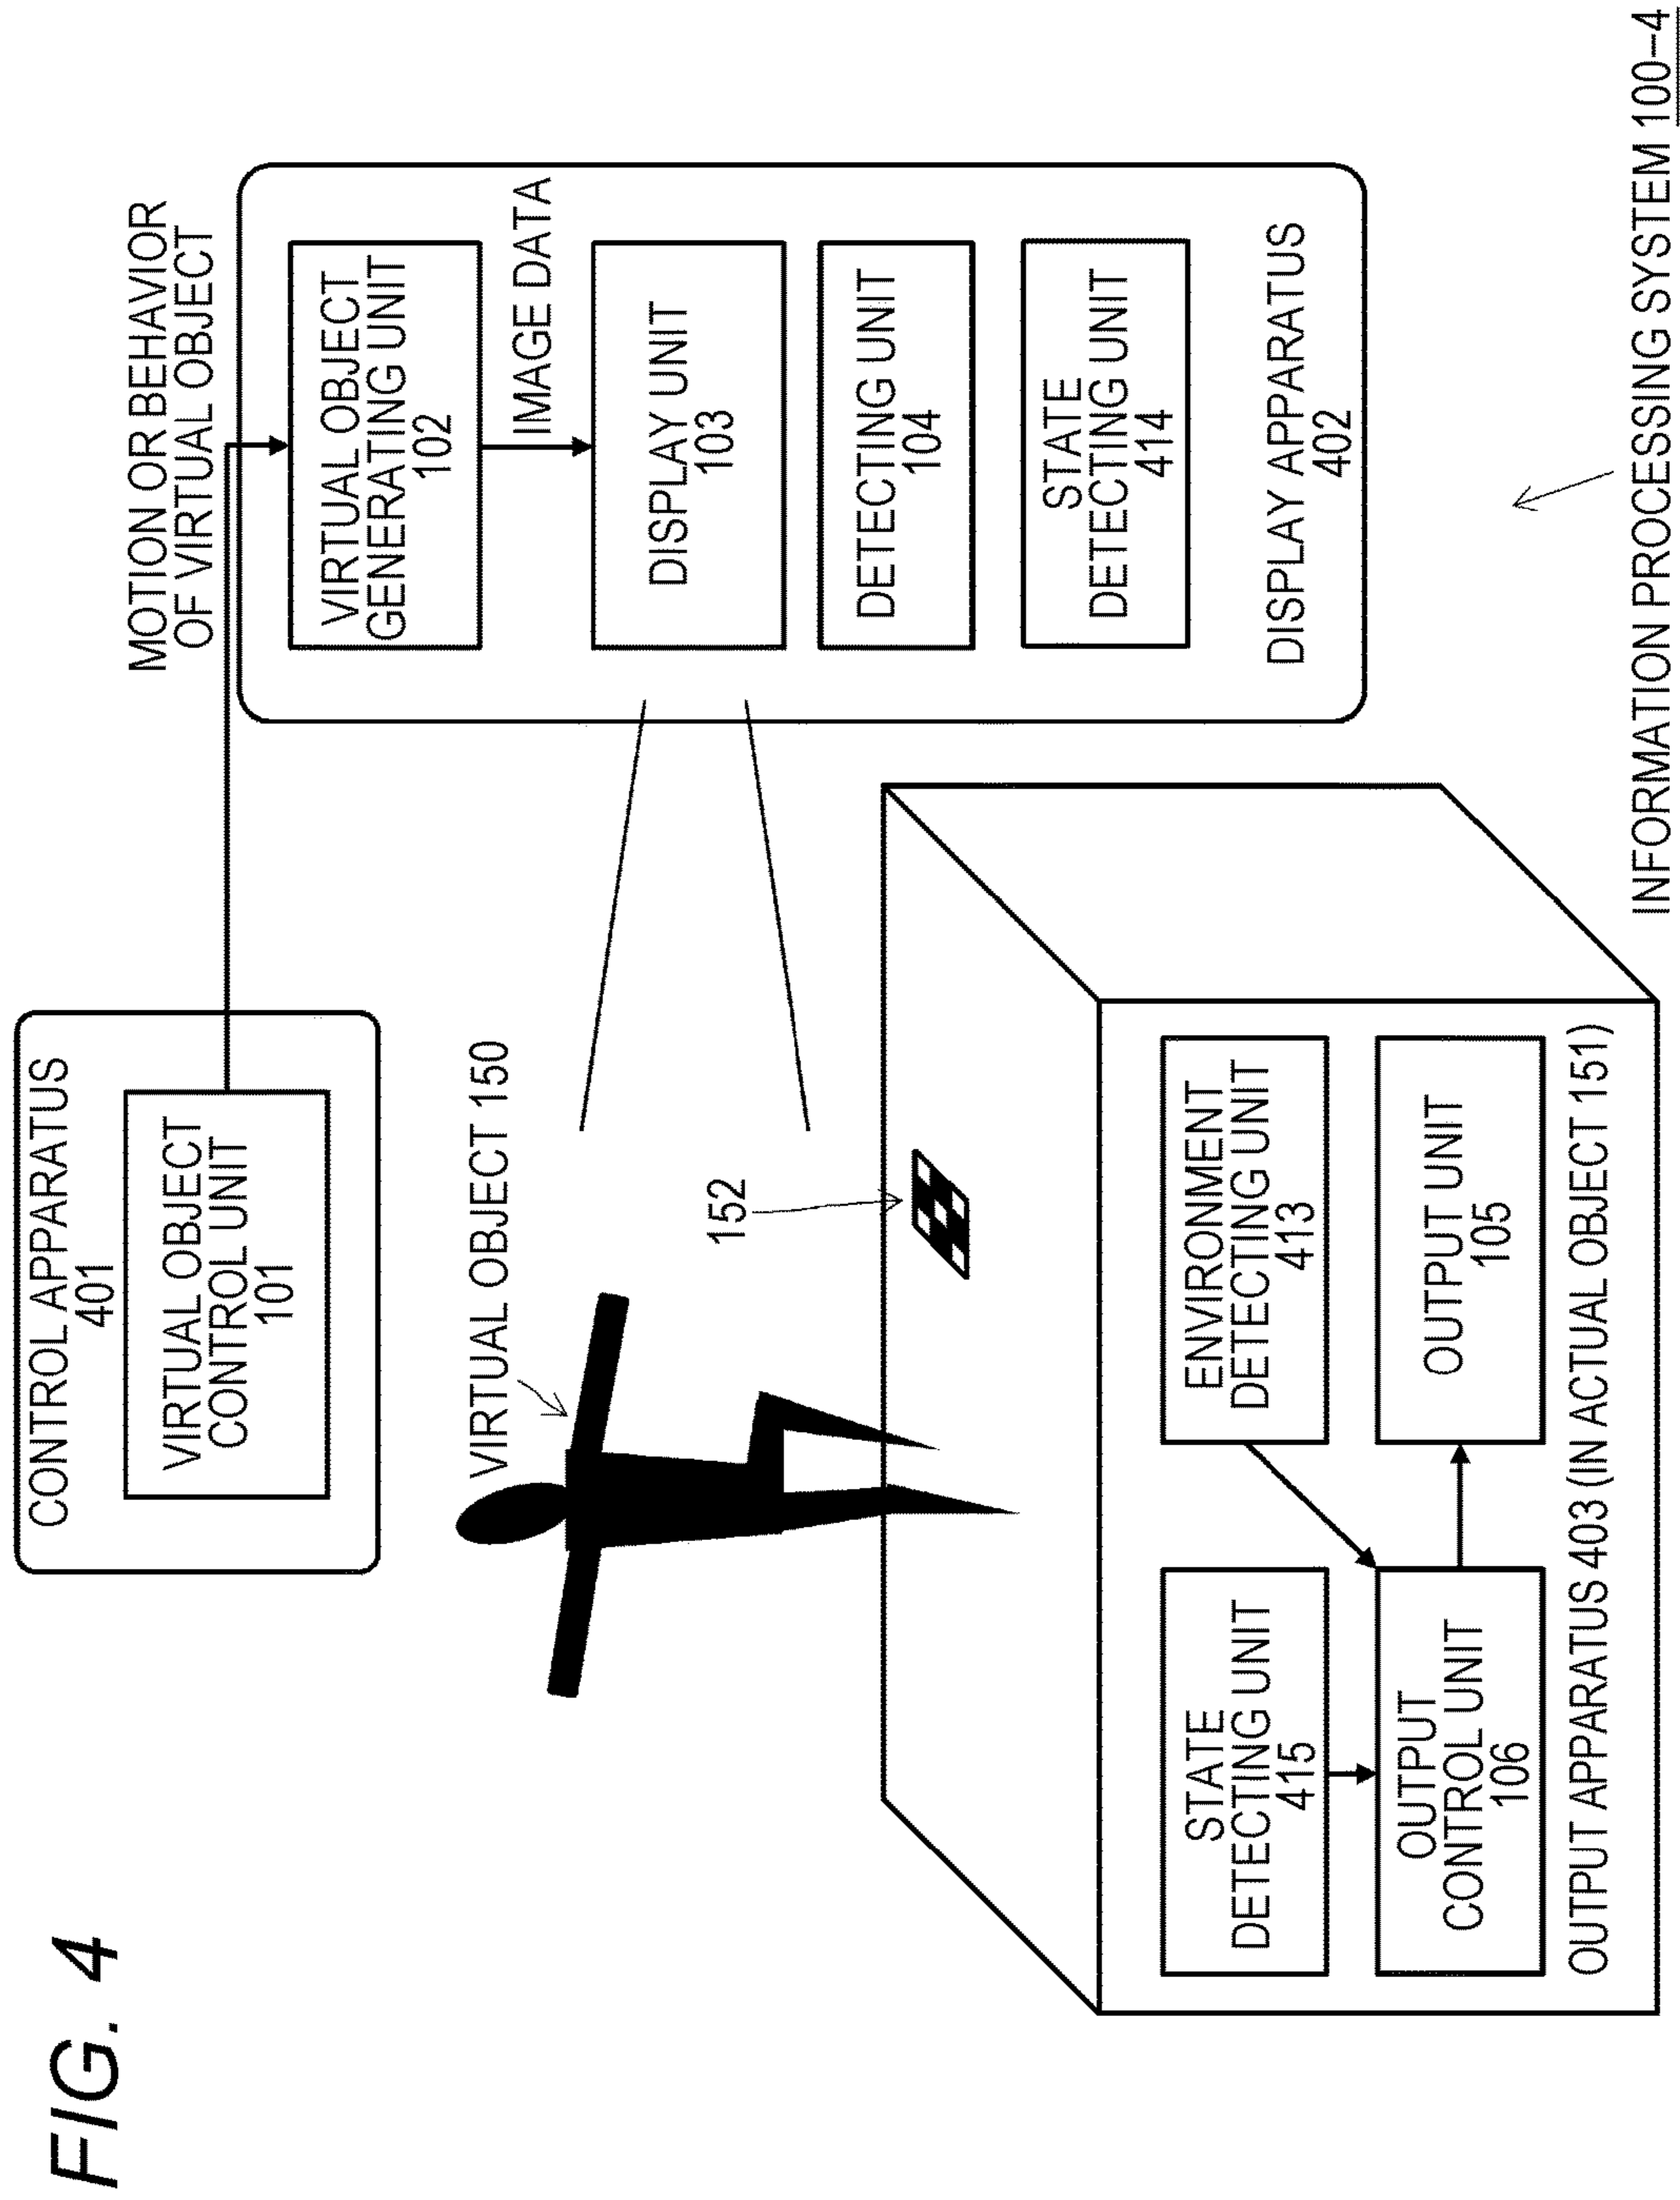 FIG. 4
CONTROL APPARATUS
401
VIRTUAL OBJECT
CONTROL UNIT
101
MOTION OR BEHAVIOR
OF VIRTUAL OBJECT
VIRTUAL OBJECT
GENERATING UNIT
102
IMAGE DATA
DISPLAY UNIT
103
DETECTING UNIT
104
STATE
DETECTING UNIT
414
DISPLAY APPARATUS
402
VIRTUAL OBJECT 150
152
STATE
DETECTING UNIT
415
ENVIRONMENT
DETECTING UNIT
413
OUTPUT
CONTROL UNIT
106
OUTPUT UNIT
105
OUTPUT APPARATUS 403 (IN ACTUAL OBJECT 151)
INFORMATION PROCESSING SYSTEM 100-4